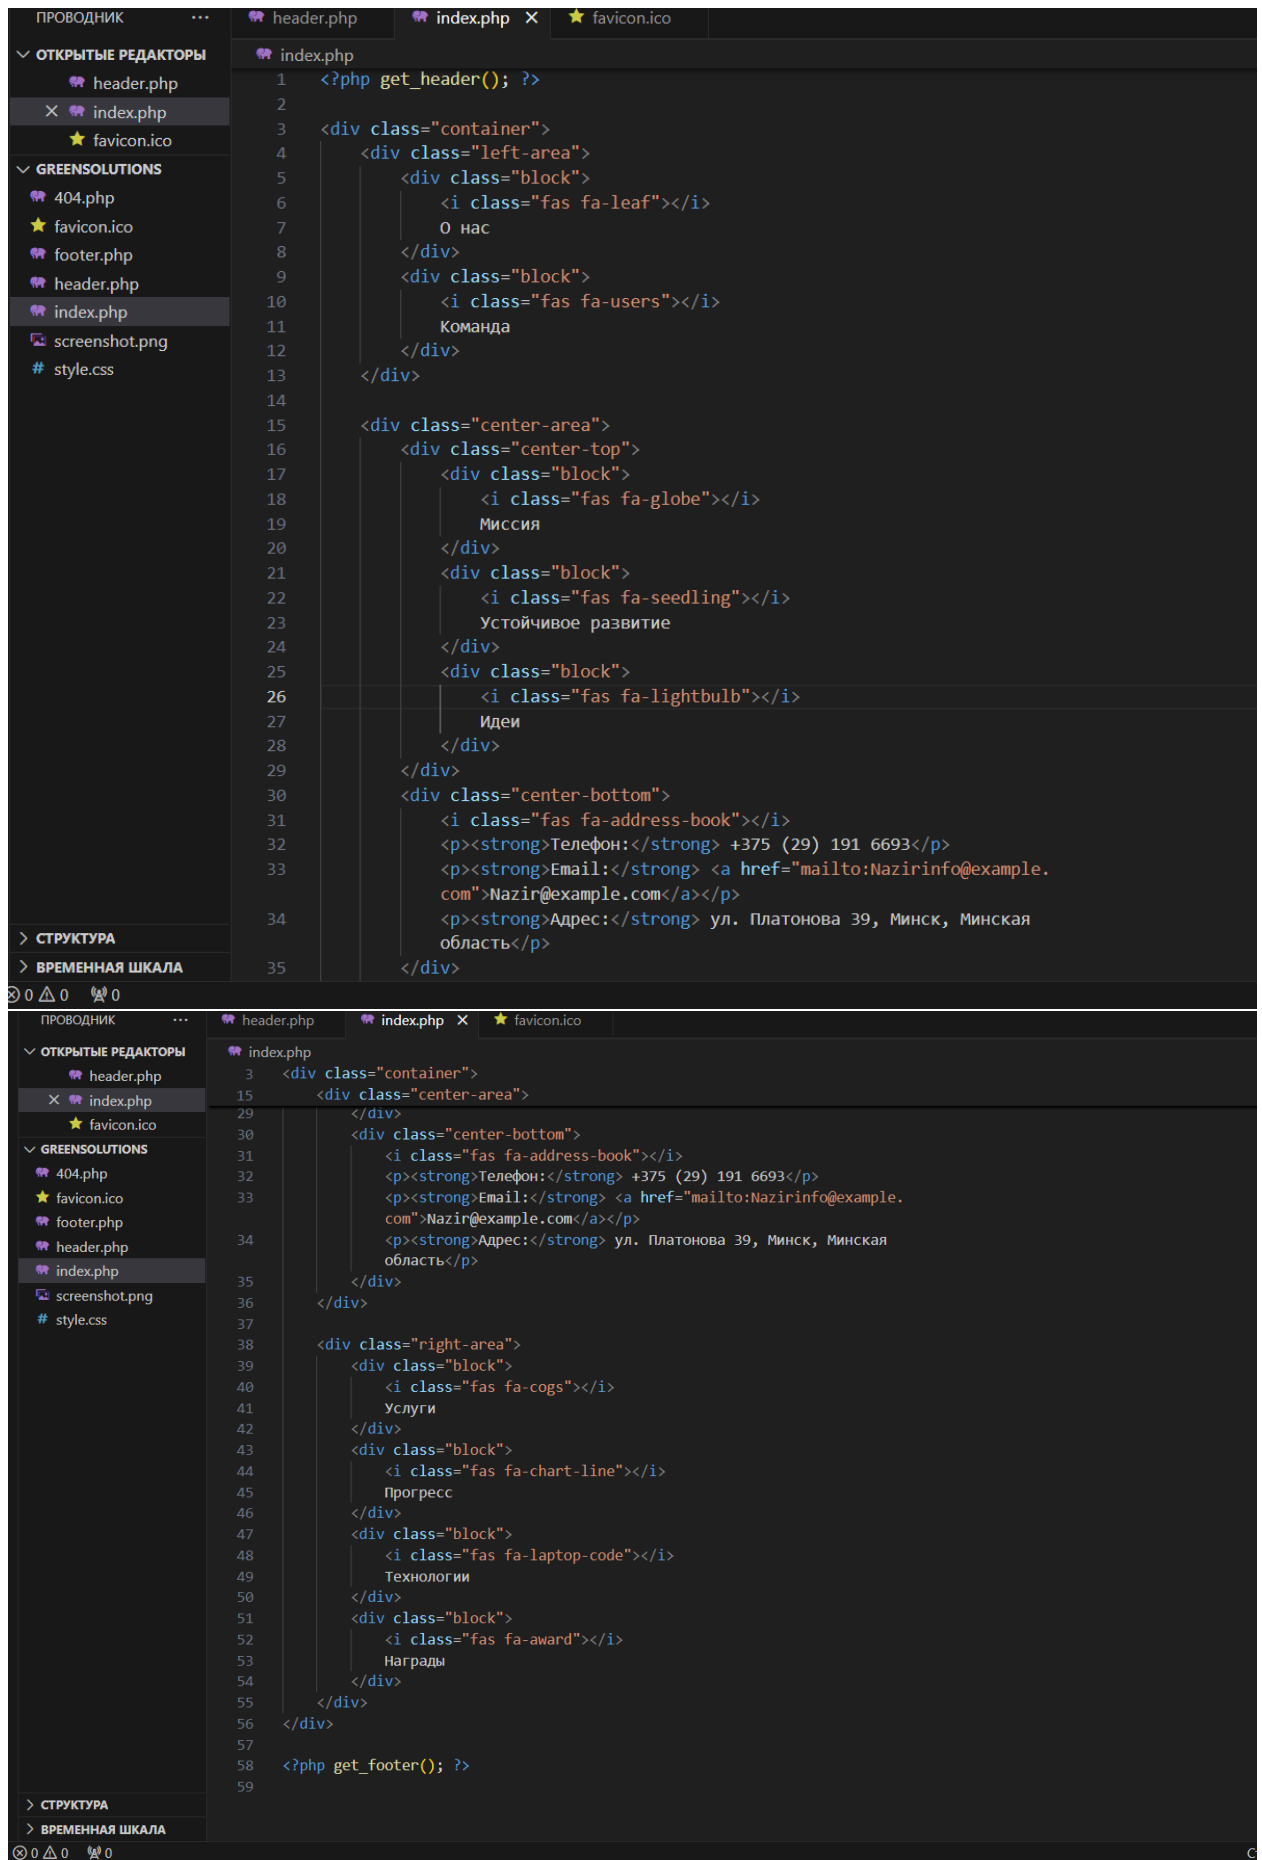 ПРОВОДНИК ···
ОТКРЫТЫЕ РЕДАКТОРЫ
header.php
index.php
favicon.ico
GREENSOLUTIONS
404.php
favicon.ico
footer.php
header.php
index.php
screenshot.png
# style.css
СТРУКТУРА
ВРЕМЕННАЯ ШКАЛА
0 0 0
header.php index.php favicon.ico
index.php
1 <?php get_header(); ?>
2
3 <div class="container">
4 <div class="left-area">
5 <div class="block">
6 <i class="fas fa-leaf"></i>
7 О нас
8 </div>
9 <div class="block">
10 <i class="fas fa-users"></i>
11 Команда
12 </div>
13 </div>
14
15 <div class="center-area">
16 <div class="center-top">
17 <div class="block">
18 <i class="fas fa-globe"></i>
19 Миссия
20 </div>
21 <div class="block">
22 <i class="fas fa-seedling"></i>
23 Устойчивое развитие
24 </div>
25 <div class="block">
26 <i class="fas fa-lightbulb"></i>
27 Идеи
28 </div>
29 </div>
30 <div class="center-bottom">
31 <i class="fas fa-address-book"></i>
32 <p><strong>Телефон:</strong> +375 (29) 191 6693</p>
33 <p><strong>Email:</strong> <a href="mailto:Nazirinfo@example.
com">Nazir@example.com</a></p>
34 <p><strong>Адрес:</strong> ул. Платонова 39, Минск, Минская
область</p>
35 </div>
ПРОВОДНИК ···
ОТКРЫТЫЕ РЕДАКТОРЫ
header.php
index.php
favicon.ico
GREENSOLUTIONS
404.php
favicon.ico
footer.php
header.php
index.php
screenshot.png
# style.css
СТРУКТУРА
ВРЕМЕННАЯ ШКАЛА
0 0 0
header.php index.php favicon.ico
index.php
3 <div class="container">
15 <div class="center-area">
29 </div>
30 <div class="center-bottom">
31 <i class="fas fa-address-book"></i>
32 <p><strong>Телефон:</strong> +375 (29) 191 6693</p>
33 <p><strong>Email:</strong> <a href="mailto:Nazirinfo@example.
com">Nazir@example.com</a></p>
34 <p><strong>Адрес:</strong> ул. Платонова 39, Минск, Минская
область</p>
35 </div>
36 </div>
37
38 <div class="right-area">
39 <div class="block">
40 <i class="fas fa-cogs"></i>
41 Услуги
42 </div>
43 <div class="block">
44 <i class="fas fa-chart-line"></i>
45 Прогресс
46 </div>
47 <div class="block">
48 <i class="fas fa-laptop-code"></i>
49 Технологии
50 </div>
51 <div class="block">
52 <i class="fas fa-award"></i>
53 Награды
54 </div>
55 </div>
56 </div>
57
58 <?php get_footer(); ?>
59